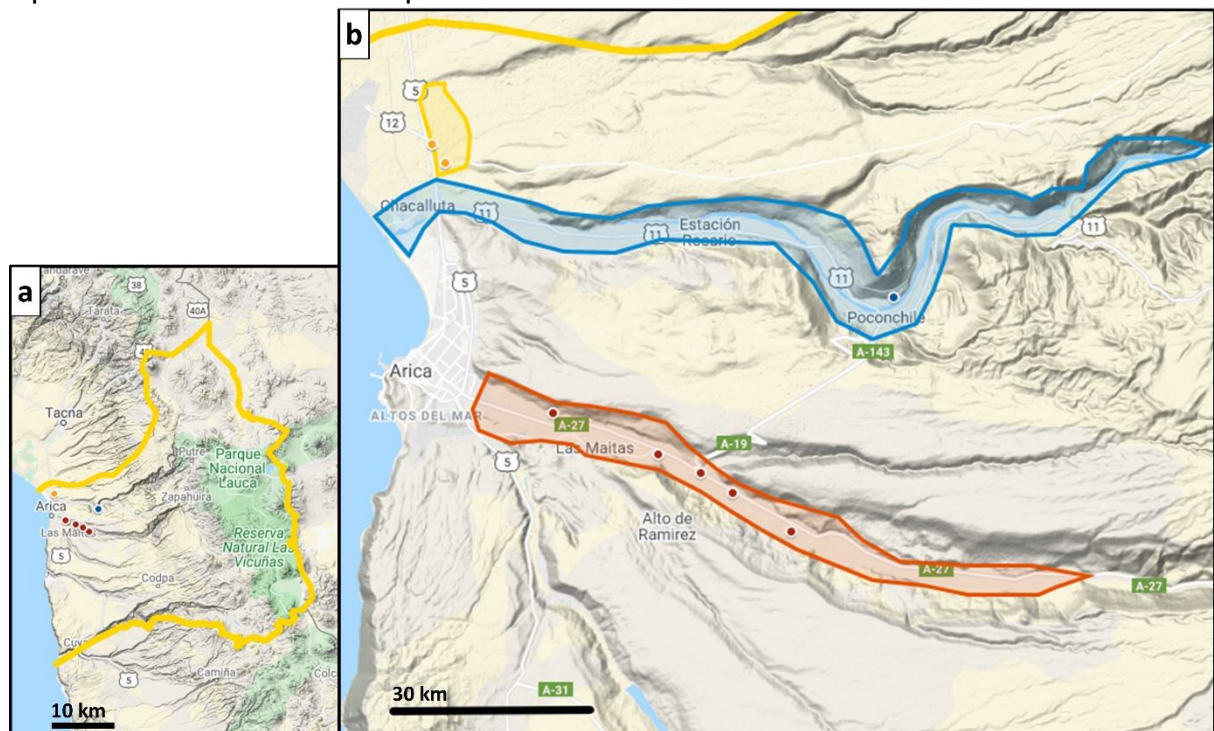 b
5
12
Chacalluta
11
Estación
Rosario
11
11
11
Poconchile
5
A-143
Arica
ALTOS DEL MAR
A-27
Las Maitas
A-19
5
Alto de
Ramirez
A-27
A-27
A-31
30 km
a
38
Tarata
40A
Tacna
Putre
Parque
Nacional
Lauca
Zapahuira
Arica
Las Mait
5
Reserva
Natural Las
Vicuñas
Codpa
Cuya
Camiña
5
Colc
10 km